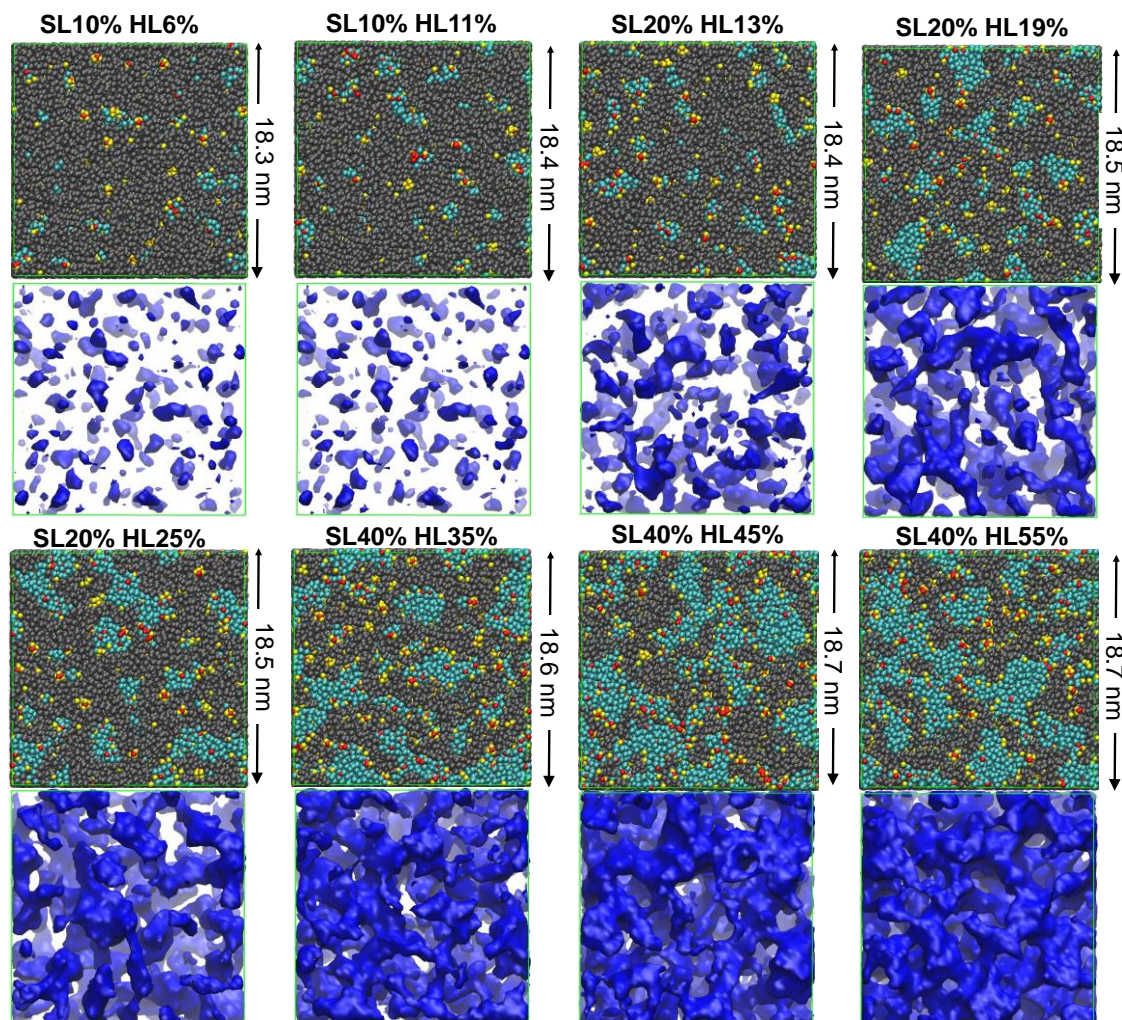 SL10% HL6%
18.3 nm
SL10% HL11%
18.4 nm
SL20% HL13%
18.4 nm
SL20% HL19%
18.5 nm
SL20% HL25%
18.5 nm
SL40% HL35%
18.6 nm
SL40% HL45%
18.7 nm
SL40% HL55%
18.7 nm